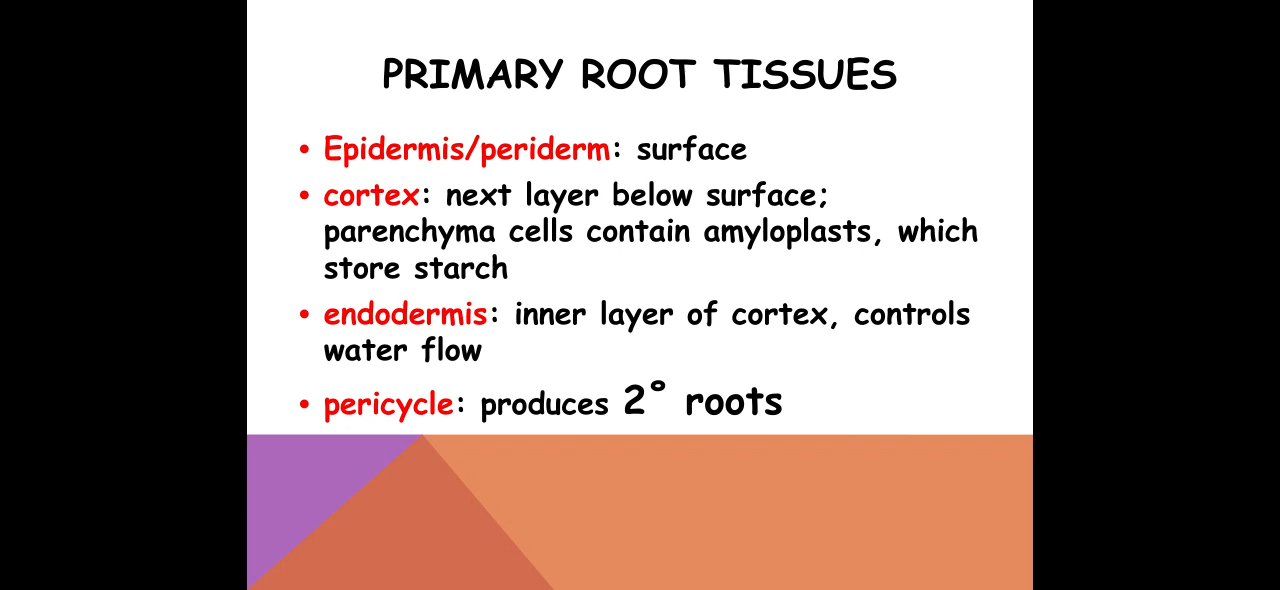 PRIMARY ROOT TISSUES
• Epidermis/periderm: surface
• cortex: next layer below surface;
parenchyma cells contain amyloplasts, which
store starch
• endodermis: inner layer of cortex, controls
water flow
• pericycle: produces 2° roots